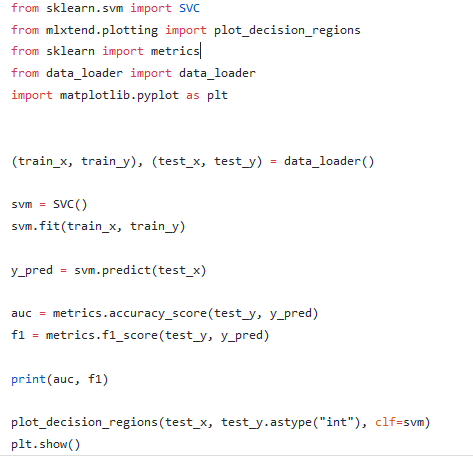 from sklearn.svm import SVC
from mlxtend.plotting import plot_decision_regions
from sklearn import metrics
from data_loader import data_loader
import matplotlib.pyplot as plt
(train_x, train_y), (test_x, test_y) = data_loader()
svm = SVC()
svm.fit(train_x, train_y)
y_pred = svm.predict(test_x)
auc = metrics.accuracy_score(test_y, y_pred)
f1 = metrics.f1_score(test_y, y_pred)
print(auc, f1)
plot_decision_regions(test_x, test_y.astype("int"), clf=svm)
plt.show()